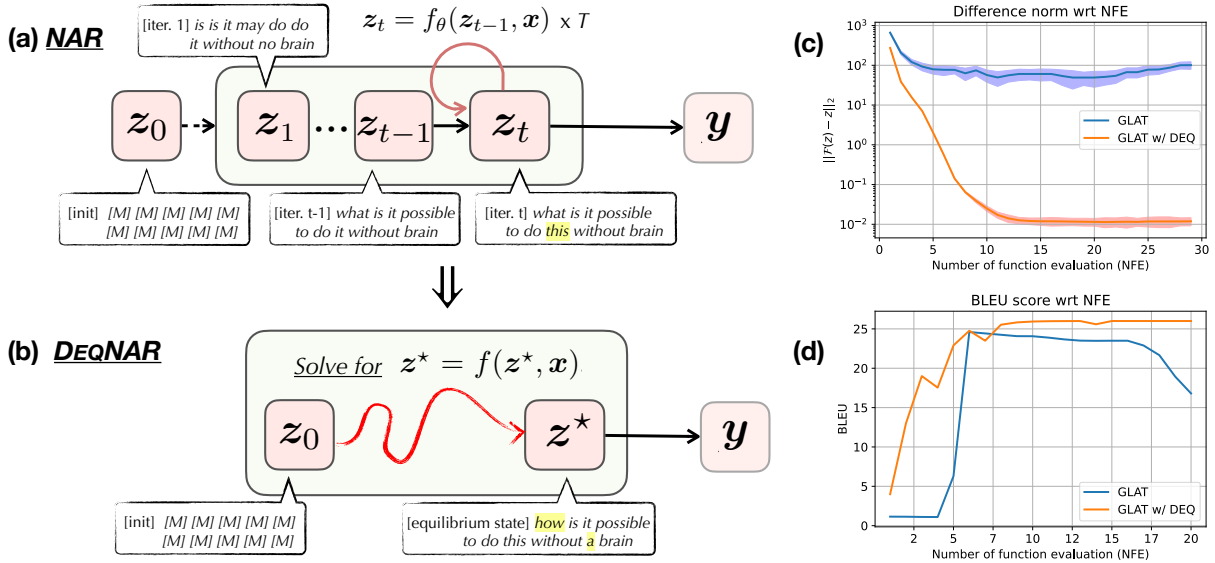 (a) NAR
[iter. 1] is is it may do do
it without no brain
z_t = f_θ(z_{t-1}, x) x T
z_0
z_1
...
z_{t-1}
z_t
y
[init] [M] [M] [M] [M] [M]
[M] [M] [M] [M] [M]
[iter. t-1] what is it possible
to do it without brain
[iter. t] what is it possible
to do this without brain
⇓
(b) DEQNAR
Solve for z* = f(z*, x).
z_0
z*
y
[init] [M] [M] [M] [M] [M]
[M] [M] [M] [M] [M]
[equilibrium state] how is it possible
to do this without a brain
(c)
Difference norm wrt NFE
||F(z) − z||_2
10^3
10^2
10^1
10^0
10^{-1}
10^{-2}
GLAT
GLAT w/ DEQ
0 5 10 15 20 25 30
Number of function evaluation (NFE)
(d)
BLEU score wrt NFE
BLEU
25
20
15
10
5
0
GLAT
GLAT w/ DEQ
2 5 7 10 12 15 17 20
Number of function evaluation (NFE)